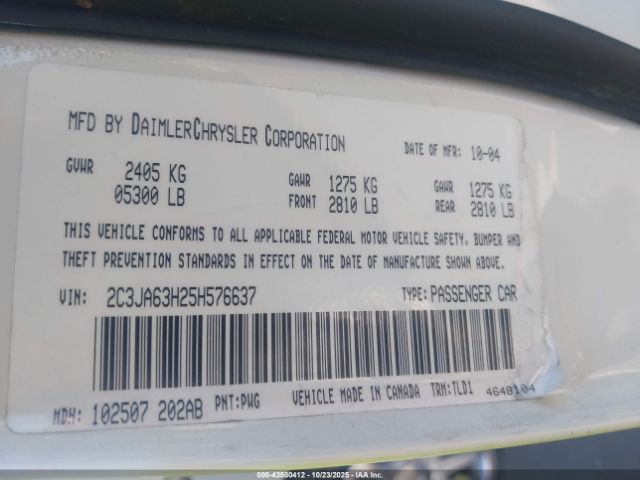 MFD BY DAIMLERCHRYSLER CORPORATION DATE OF MFR: 10-04
GVWR 2405 KG GAWR 1275 KG GAWR 1275 KG
05300 LB FRONT 2810 LB REAR 2810 LB
THIS VEHICLE CONFORMS TO ALL APPLICABLE FEDERAL MOTOR VEHICLE SAFETY, BUMPER AND
THEFT PREVENTION STANDARDS IN EFFECT ON THE DATE OF MANUFACTURE SHOWN ABOVE.
VIN: 2C3JA63H25H576637 TYPE: PASSENGER CAR
MDH: 102507 202AB PNT: PWG VEHICLE MADE IN CANADA TRM: TLD1 4648104
00-43500412 - 10/23/2025 - IAAI.COM